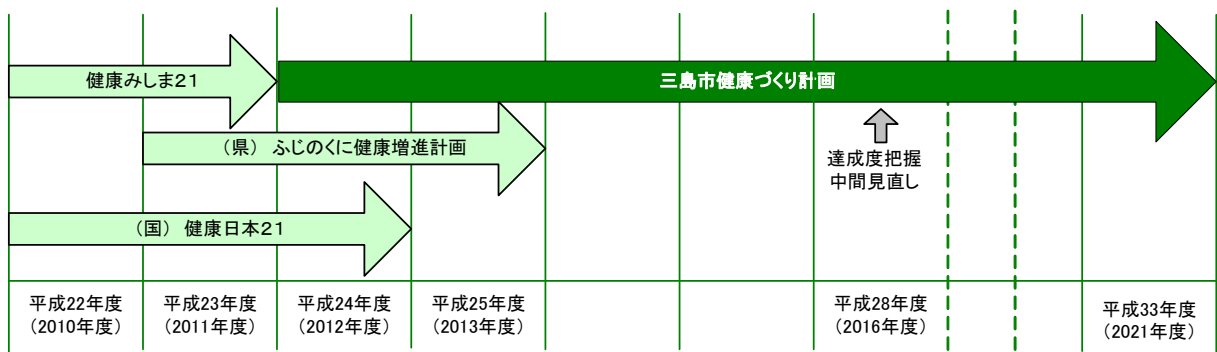 健康みしま21
三島市健康づくり計画
（県） ふじのくに健康増進計画
達成度把握
中間見直し
（国） 健康日本21
平成22年度
（2010年度）
平成23年度
（2011年度）
平成24年度
（2012年度）
平成25年度
（2013年度）
平成28年度
（2016年度）
平成33年度
（2021年度）